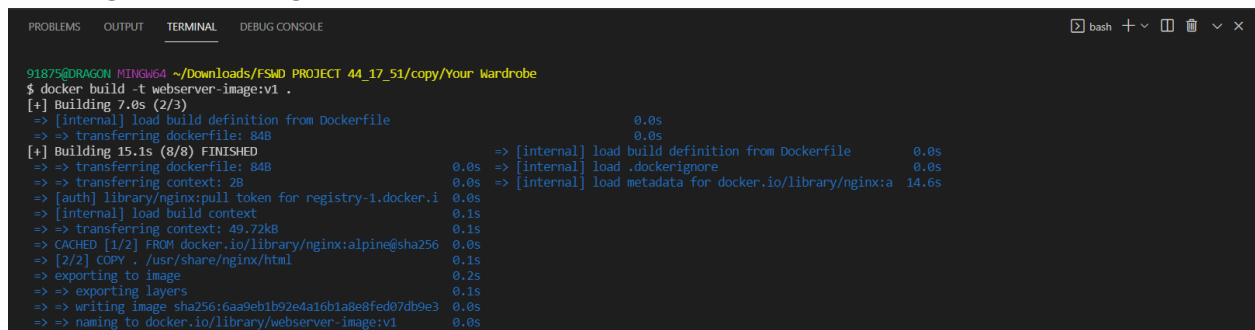 PROBLEMS OUTPUT TERMINAL DEBUG CONSOLE bash
91875@DRAGON MINGW64 ~/Downloads/FSWD PROJECT 44_17_51/copy/Your Wardrobe
$ docker build -t webserver-image:v1 .
[+] Building 7.0s (2/3)
=> [internal] load build definition from Dockerfile 0.0s
=> => transferring dockerfile: 84B 0.0s
[+] Building 15.1s (8/8) FINISHED => [internal] load build definition from Dockerfile 0.0s
=> => transferring dockerfile: 84B 0.0s => [internal] load .dockerignore 0.0s
=> => transferring context: 2B 0.0s => [internal] load metadata for docker.io/library/nginx:a 14.6s
=> [auth] library/nginx:pull token for registry-1.docker.i 0.0s
=> [internal] load build context 0.1s
=> => transferring context: 49.72kB 0.1s
=> CACHED [1/2] FROM docker.io/library/nginx:alpine@sha256 0.0s
=> [2/2] COPY . /usr/share/nginx/html 0.1s
=> exporting to image 0.2s
=> => exporting layers 0.1s
=> => writing image sha256:6aa9eb1b92e4a16b1a8e8fed07db9e3 0.0s
=> => naming to docker.io/library/webserver-image:v1 0.0s